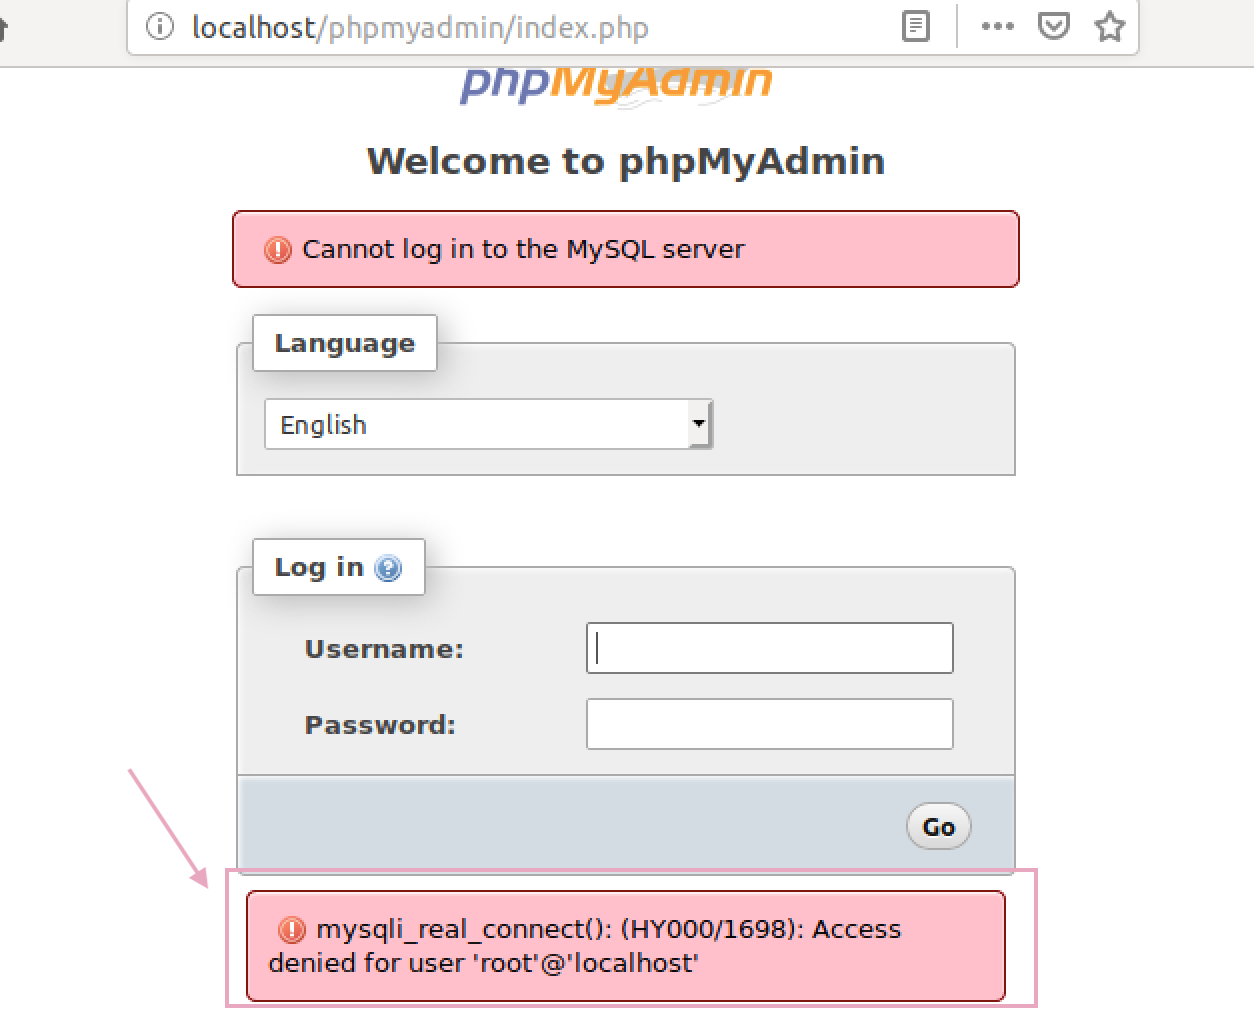 localhost/phpmyadmin/index.php
phpMyAdmin
Welcome to phpMyAdmin
Cannot log in to the MySQL server
Language
English
Log in
Username:
Password:
Go
mysqli_real_connect(): (HY000/1698): Access
denied for user 'root'@'localhost'